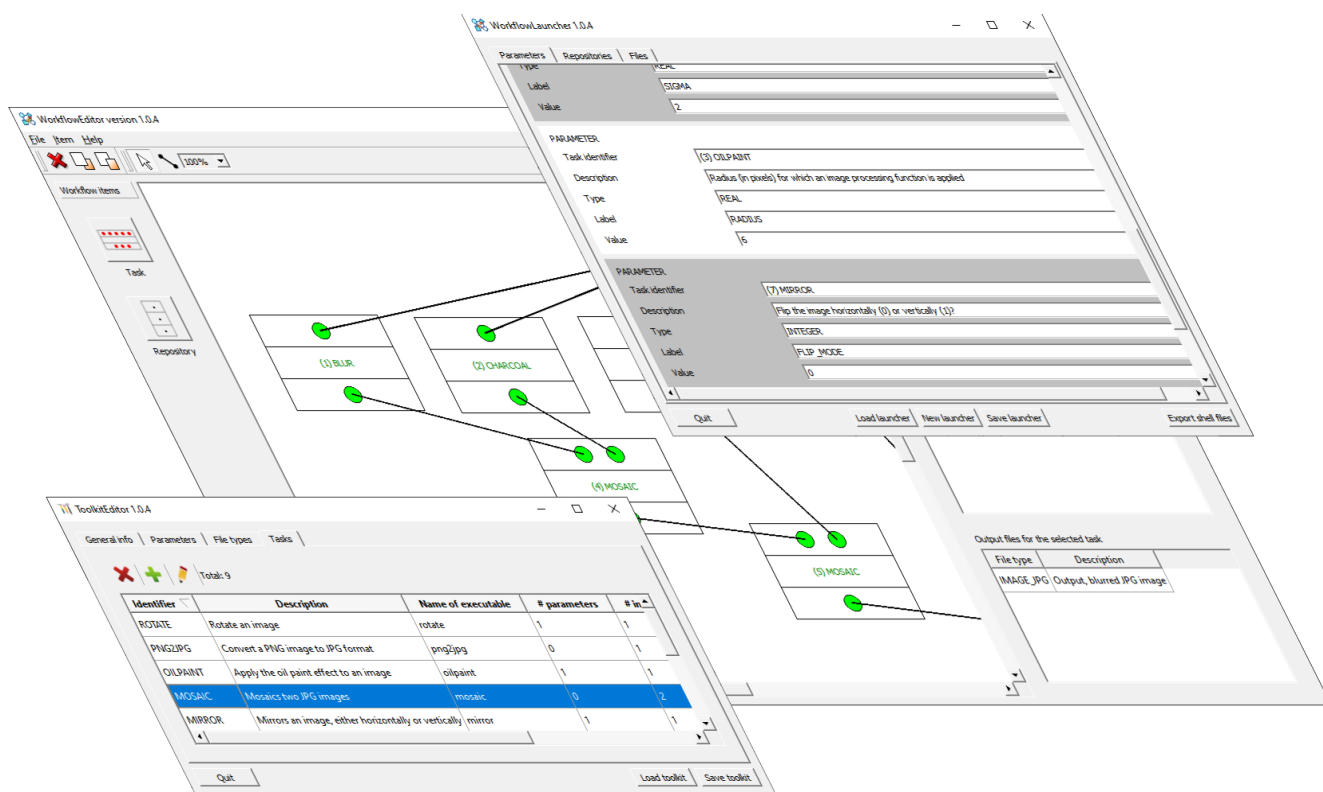 WorkflowLauncher 1.0.4
Parameters Repositories Files
Type REAL
Label SIGMA
Value 2
PARAMETER
Task identifier (3) OILPAINT
Description Radius (in pixels) for which an image processing function is applied.
Type REAL
Label RADIUS
Value 6
PARAMETER
Task identifier (7) MIRROR
Description Flip the image horizontally (0) or vertically (1)?
Type INTEGER
Label FLIP_MODE
Value 0
Quit Load launcher New launcher Save launcher Export shell files
WorkflowEditor version 1.0.4
File Item Help
100%
Workflow items
Task
Repository
(1) BLUR
(2) CHARCOAL
(4) MOSAIC
(5) MOSAIC
Output files for the selected task
File type Description
IMAGE_JPG Output, blurred JPG image
ToolkitEditor 1.0.4
General info Parameters File types Tasks
Total: 9
Identifier Description Name of executable # parameters # in
ROTATE Rotate an image rotate 1 1
PNG2JPG Convert a PNG image to JPG format png2jpg 0 1
OILPAINT Apply the oil paint effect to an image oilpaint 1 1
MOSAIC Mosaics two JPG images mosaic 0 2
MIRROR Mirrors an image, either horizontally or vertically mirror 1 1
Quit Load toolkit Save toolkit